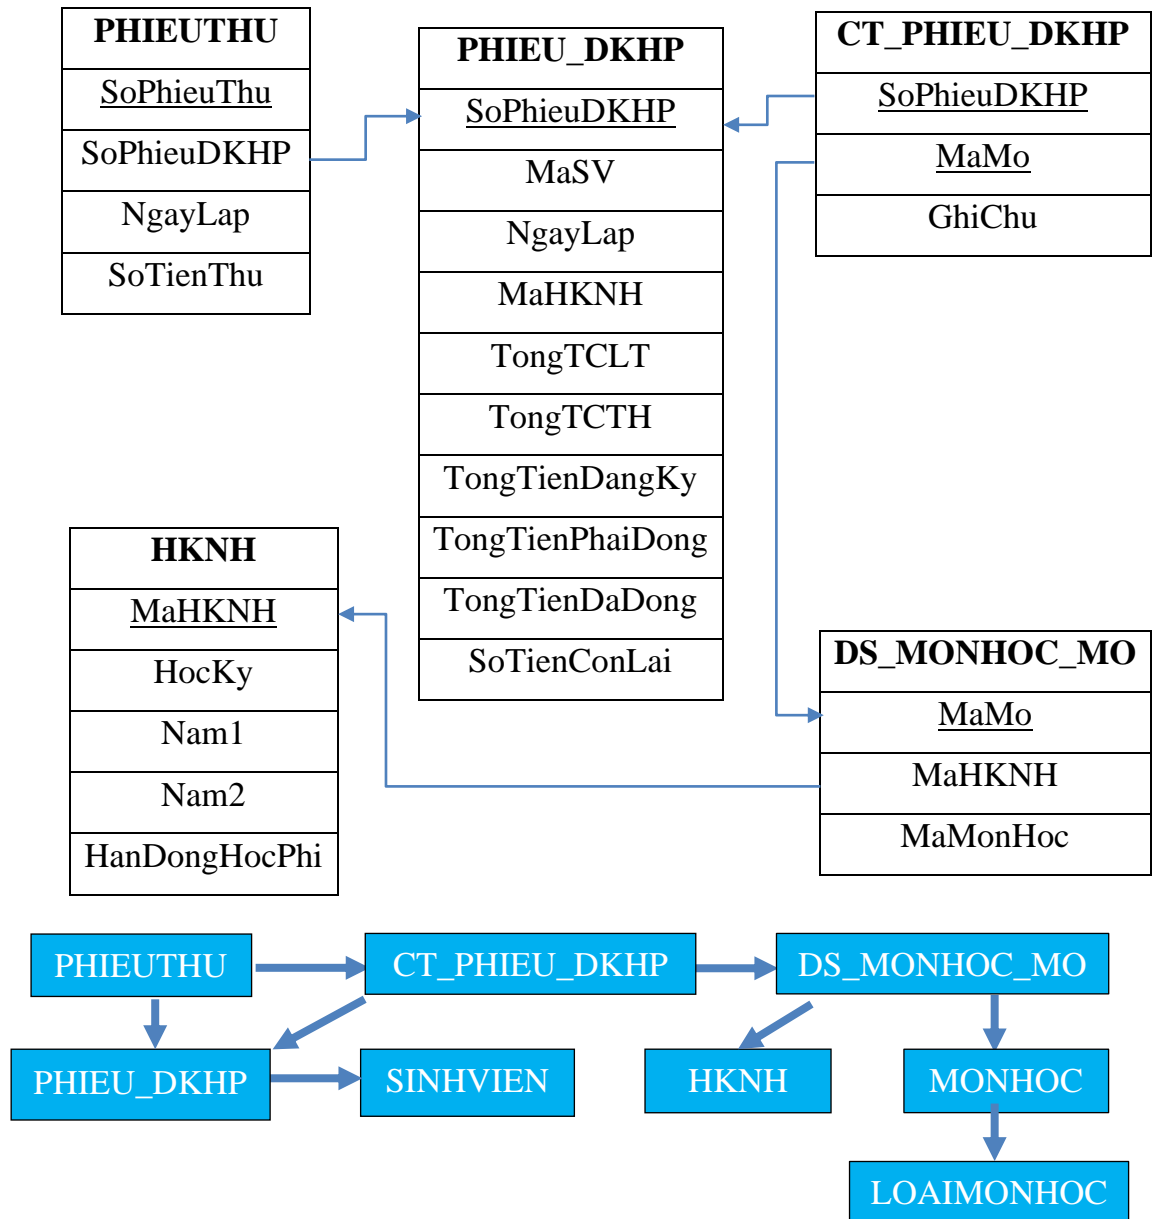 PHIEUTHU
SoPhieuThu
SoPhieuDKHP
NgayLap
SoTienThu
PHIEU_DKHP
SoPhieuDKHP
MaSV
NgayLap
MaHKNH
TongTCLT
TongTCTH
TongTienDangKy
TongTienPhaiDong
TongTienDaDong
SoTienConLai
CT_PHIEU_DKHP
SoPhieuDKHP
MaMo
GhiChu
HKNH
MaHKNH
HocKy
Nam1
Nam2
HanDongHocPhi
DS_MONHOC_MO
MaMo
MaHKNH
MaMonHoc
PHIEUTHU
CT_PHIEU_DKHP
DS_MONHOC_MO
PHIEU_DKHP
SINHVIEN
HKNH
MONHOC
LOAIMONHOC